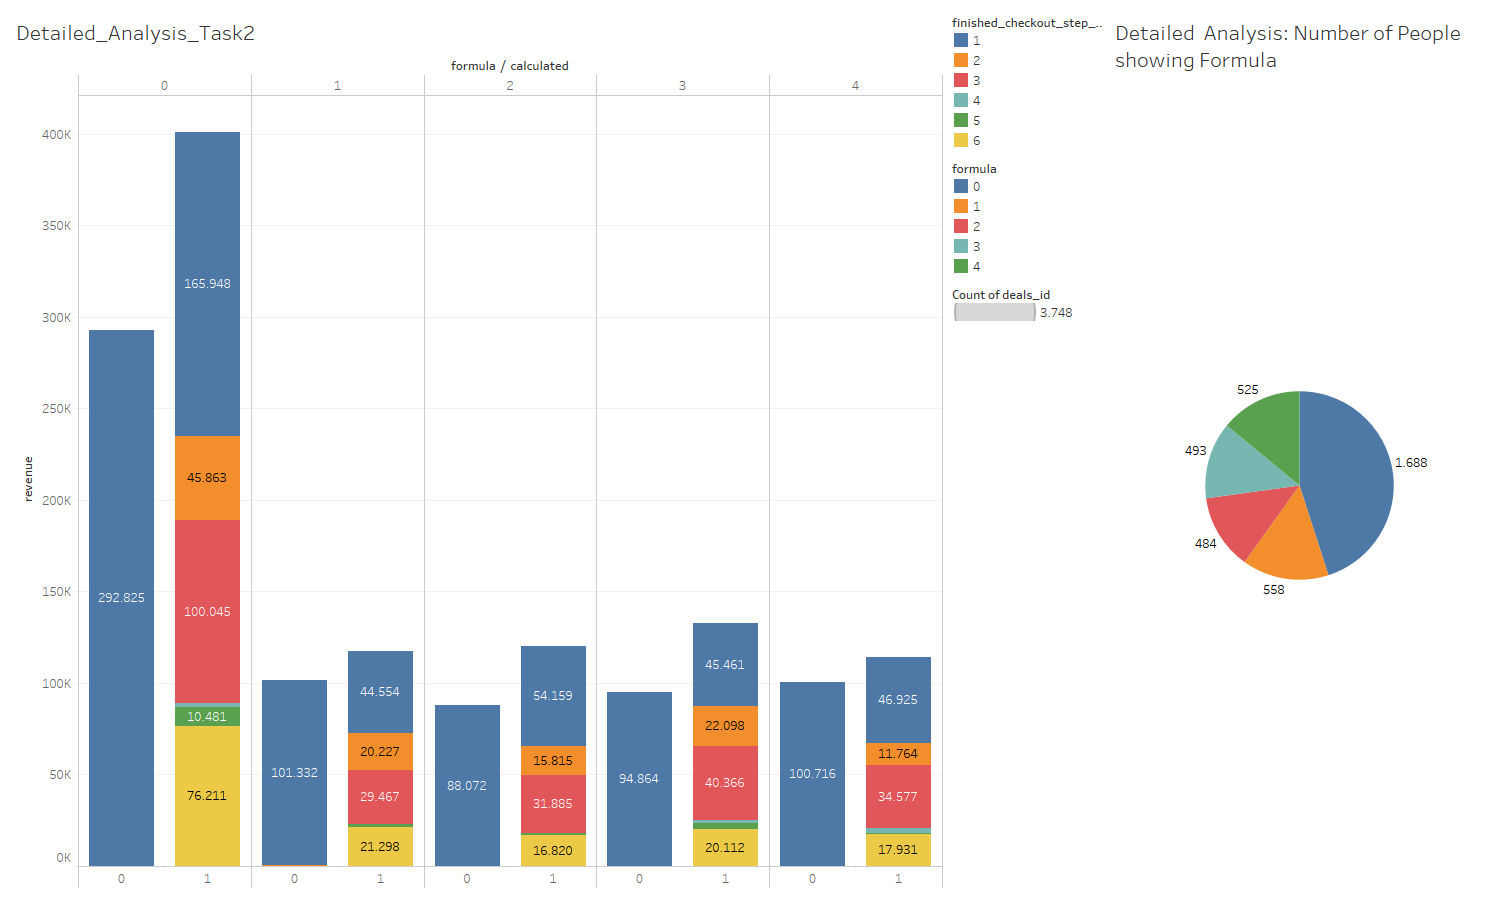 Detailed_Analysis_Task2
formula / calculated
0 1 2 3 4
400K
350K
300K
250K
200K
150K
100K
50K
0K
revenue
292.825
165.948
45.863
100.045
10.481
76.211
101.332
44.554
20.227
29.467
21.298
88.072
54.159
15.815
31.885
16.820
94.864
45.461
22.098
40.366
20.112
100.716
46.925
11.764
34.577
17.931
0 1 0 1 0 1 0 1 0 1
finished_checkout_step_..
1
2
3
4
5
6
formula
0
1
2
3
4
Count of deals_id
3.748
Detailed Analysis: Number of People
showing Formula
525
493
1.688
484
558